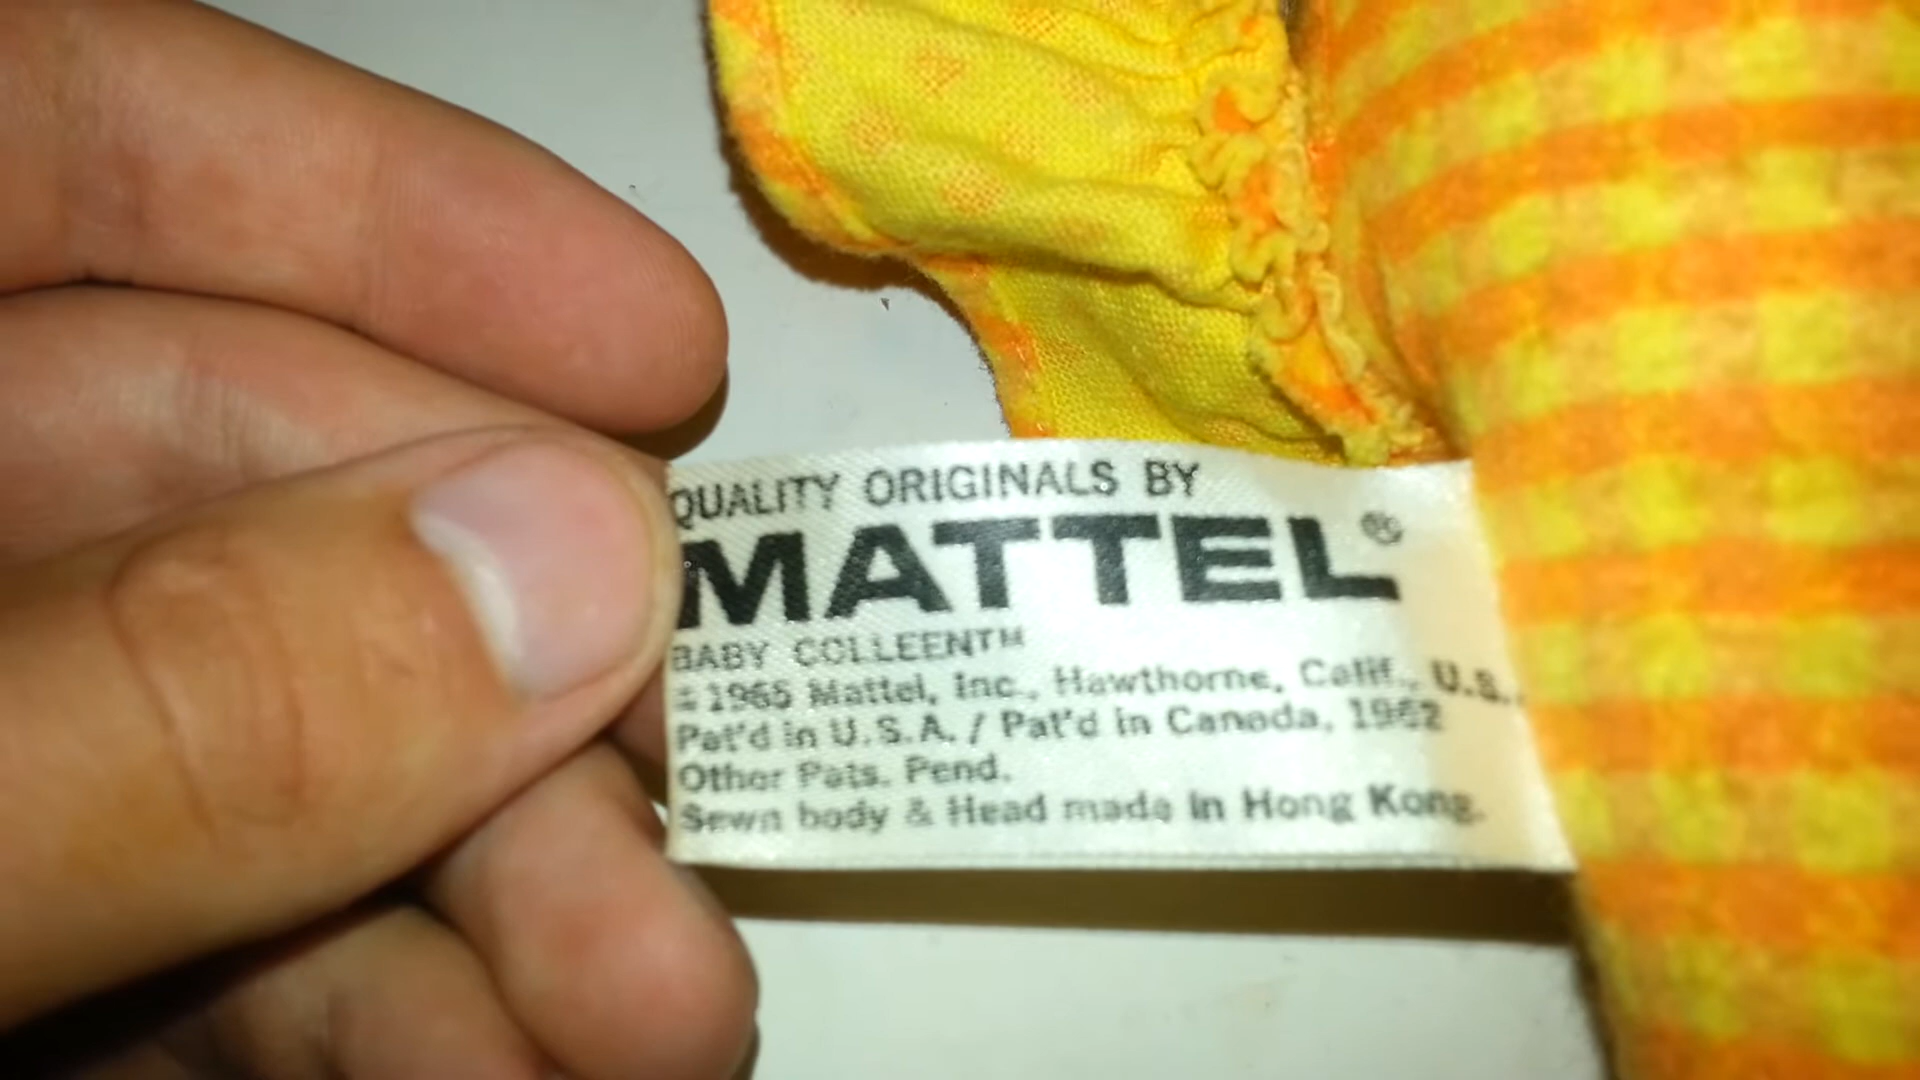 QUALITY ORIGINALS BY
MATTEL®
BABY COLLEEN™
© 1965 Mattel, Inc., Hawthorne, Calif., U.S.
Pat'd in U.S.A. / Pat'd in Canada, 1962
Other Pats. Pend.
Sewn body & Head made in Hong Kong.